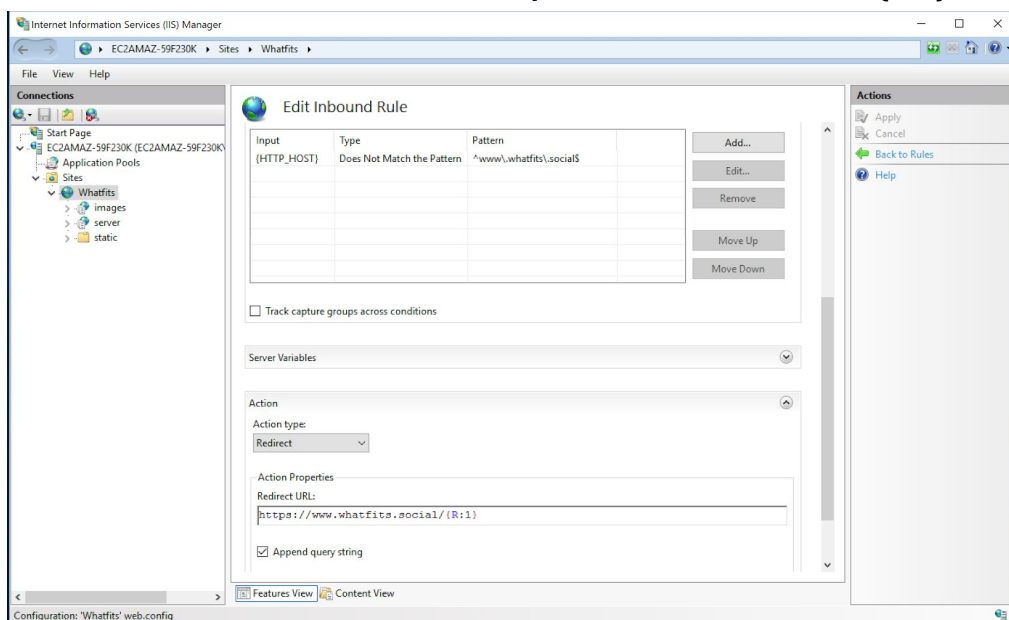 Internet Information Services (IIS) Manager
EC2AMAZ-59F230K Sites Whatfits
File View Help
Connections
Start Page
EC2AMAZ-59F230K (EC2AMAZ-59F230K\
Application Pools
Sites
Whatfits
images
server
static
Edit Inbound Rule
Input Type Pattern
{HTTP_HOST} Does Not Match the Pattern ^www\.whatfits\.social$
Add...
Edit...
Remove
Move Up
Move Down
Track capture groups across conditions
Server Variables
Action
Action type:
Redirect
Action Properties
Redirect URL:
https://www.whatfits.social/{R:1}
Append query string
Features View Content View
Actions
Apply
Cancel
Back to Rules
Help
Configuration: 'Whatfits' web.config